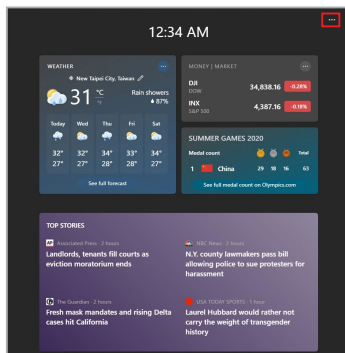 12:34 AM
WEATHER
New Taipei City, Taiwan
31 °C
°F
Rain showers
87%
Today Wed Thu Fri Sat
32° 32° 34° 33° 34°
27° 27° 28° 28° 27°
See full forecast
MONEY | MARKET
DJI
DOW
34,838.16 -0.28%
INX
S&P 500
4,387.16 -0.18%
SUMMER GAMES 2020
Medal count Total
1 China 29 18 16 63
See full medal count on Olympics.com
TOP STORIES
AP Associated Press · 2 hours
Landlords, tenants fill courts as
eviction moratorium ends
NBC News · 2 hours
N.Y. county lawmakers pass bill
allowing police to sue protesters for
harassment
The Guardian · 2 hours
Fresh mask mandates and rising Delta
cases hit California
USA TODAY SPORTS · 1 hour
Laurel Hubbard would rather not
carry the weight of transgender
history